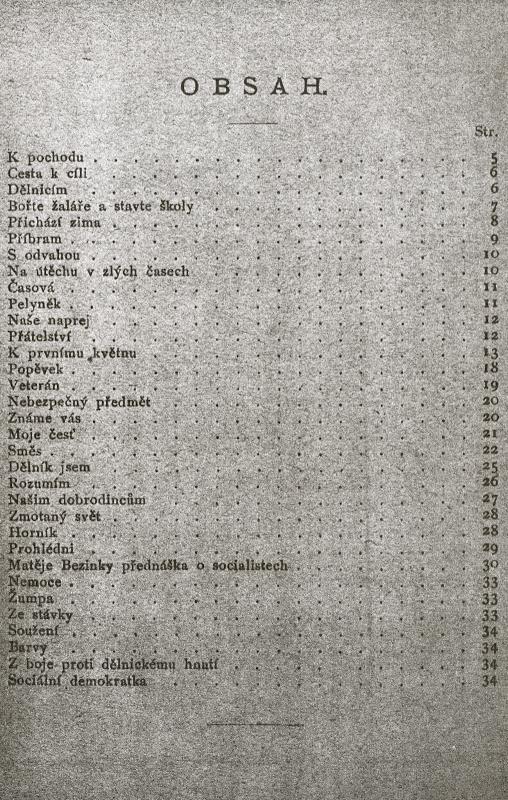 OBSAH.
Str.
K pochodu . . . . . . . . . . . . . . . . . . . . 5
Cesta k cíli . . . . . . . . . . . . . . . . . . . . 6
Dělnicím . . . . . . . . . . . . . . . . . . . . 6
Bořte žaláře a stavte školy . . . . . . . . . . . . . . . 7
Přichází zima . . . . . . . . . . . . . . . . . . . 8
Příbram . . . . . . . . . . . . . . . . . . . . 9
S odvahou . . . . . . . . . . . . . . . . . . . . 10
Na útěchu v zlých časech . . . . . . . . . . . . . . . 10
Časová . . . . . . . . . . . . . . . . . . . . 11
Pelyněk . . . . . . . . . . . . . . . . . . . . 11
Naše naprej . . . . . . . . . . . . . . . . . . . . 12
Přátelství . . . . . . . . . . . . . . . . . . . . 12
K prvnímu květnu . . . . . . . . . . . . . . . . . . 13
Popěvek . . . . . . . . . . . . . . . . . . . . 18
Veterán . . . . . . . . . . . . . . . . . . . . 19
Nebezpečný předmět . . . . . . . . . . . . . . . . . 20
Známe vás . . . . . . . . . . . . . . . . . . . . 20
Moje česť . . . . . . . . . . . . . . . . . . . . 21
Směs . . . . . . . . . . . . . . . . . . . . 22
Dělník jsem . . . . . . . . . . . . . . . . . . . . 25
Rozumím . . . . . . . . . . . . . . . . . . . . 26
Našim dobrodincům . . . . . . . . . . . . . . . . . 27
Zmotaný svět . . . . . . . . . . . . . . . . . . . 28
Horník . . . . . . . . . . . . . . . . . . . . 28
Prohlédni . . . . . . . . . . . . . . . . . . . . 29
Matěje Bezinky přednáška o socialistech . . . . . . . . . . . 30
Nemoce . . . . . . . . . . . . . . . . . . . . 33
Žumpa . . . . . . . . . . . . . . . . . . . . 33
Ze stávky . . . . . . . . . . . . . . . . . . . . 33
Soužení . . . . . . . . . . . . . . . . . . . . 34
Barvy . . . . . . . . . . . . . . . . . . . . 34
Z boje proti dělnickému hnutí . . . . . . . . . . . . . . 34
Sociální demokratka . . . . . . . . . . . . . . . . . 34